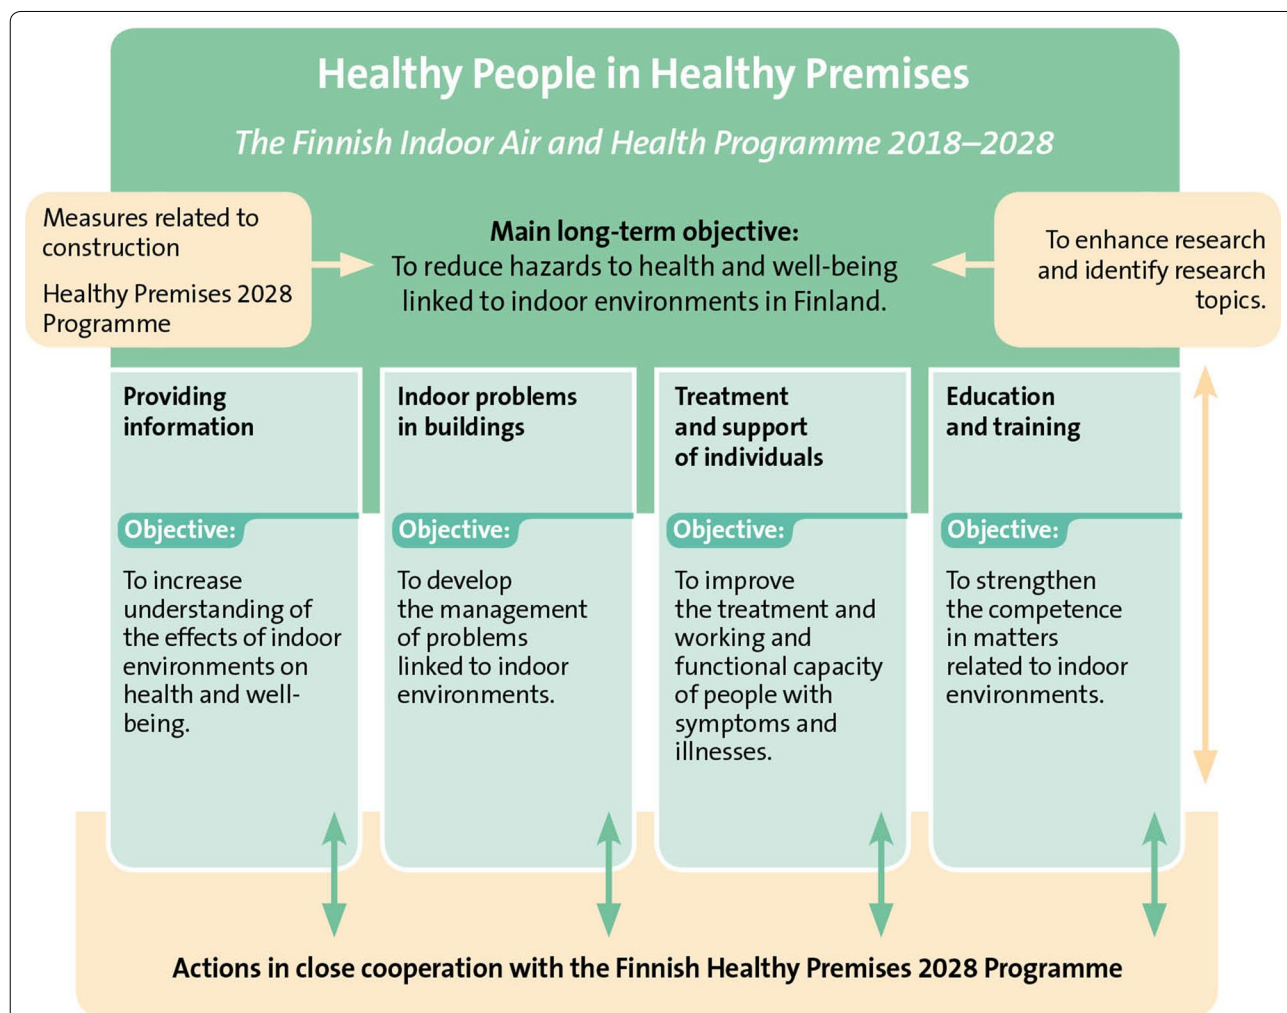 Healthy People in Healthy Premises
The Finnish Indoor Air and Health Programme 2018–2028
Measures related to
construction
Healthy Premises 2028
Programme
Main long-term objective:
To reduce hazards to health and well-being
linked to indoor environments in Finland.
To enhance research
and identify research
topics.
Providing
information
Objective:
To increase
understanding of
the effects of indoor
environments on
health and well-
being.
Indoor problems
in buildings
Objective:
To develop
the management
of problems
linked to indoor
environments.
Treatment
and support
of individuals
Objective:
To improve
the treatment and
working and
functional capacity
of people with
symptoms and
illnesses.
Education
and training
Objective:
To strengthen
the competence
in matters
related to indoor
environments.
Actions in close cooperation with the Finnish Healthy Premises 2028 Programme